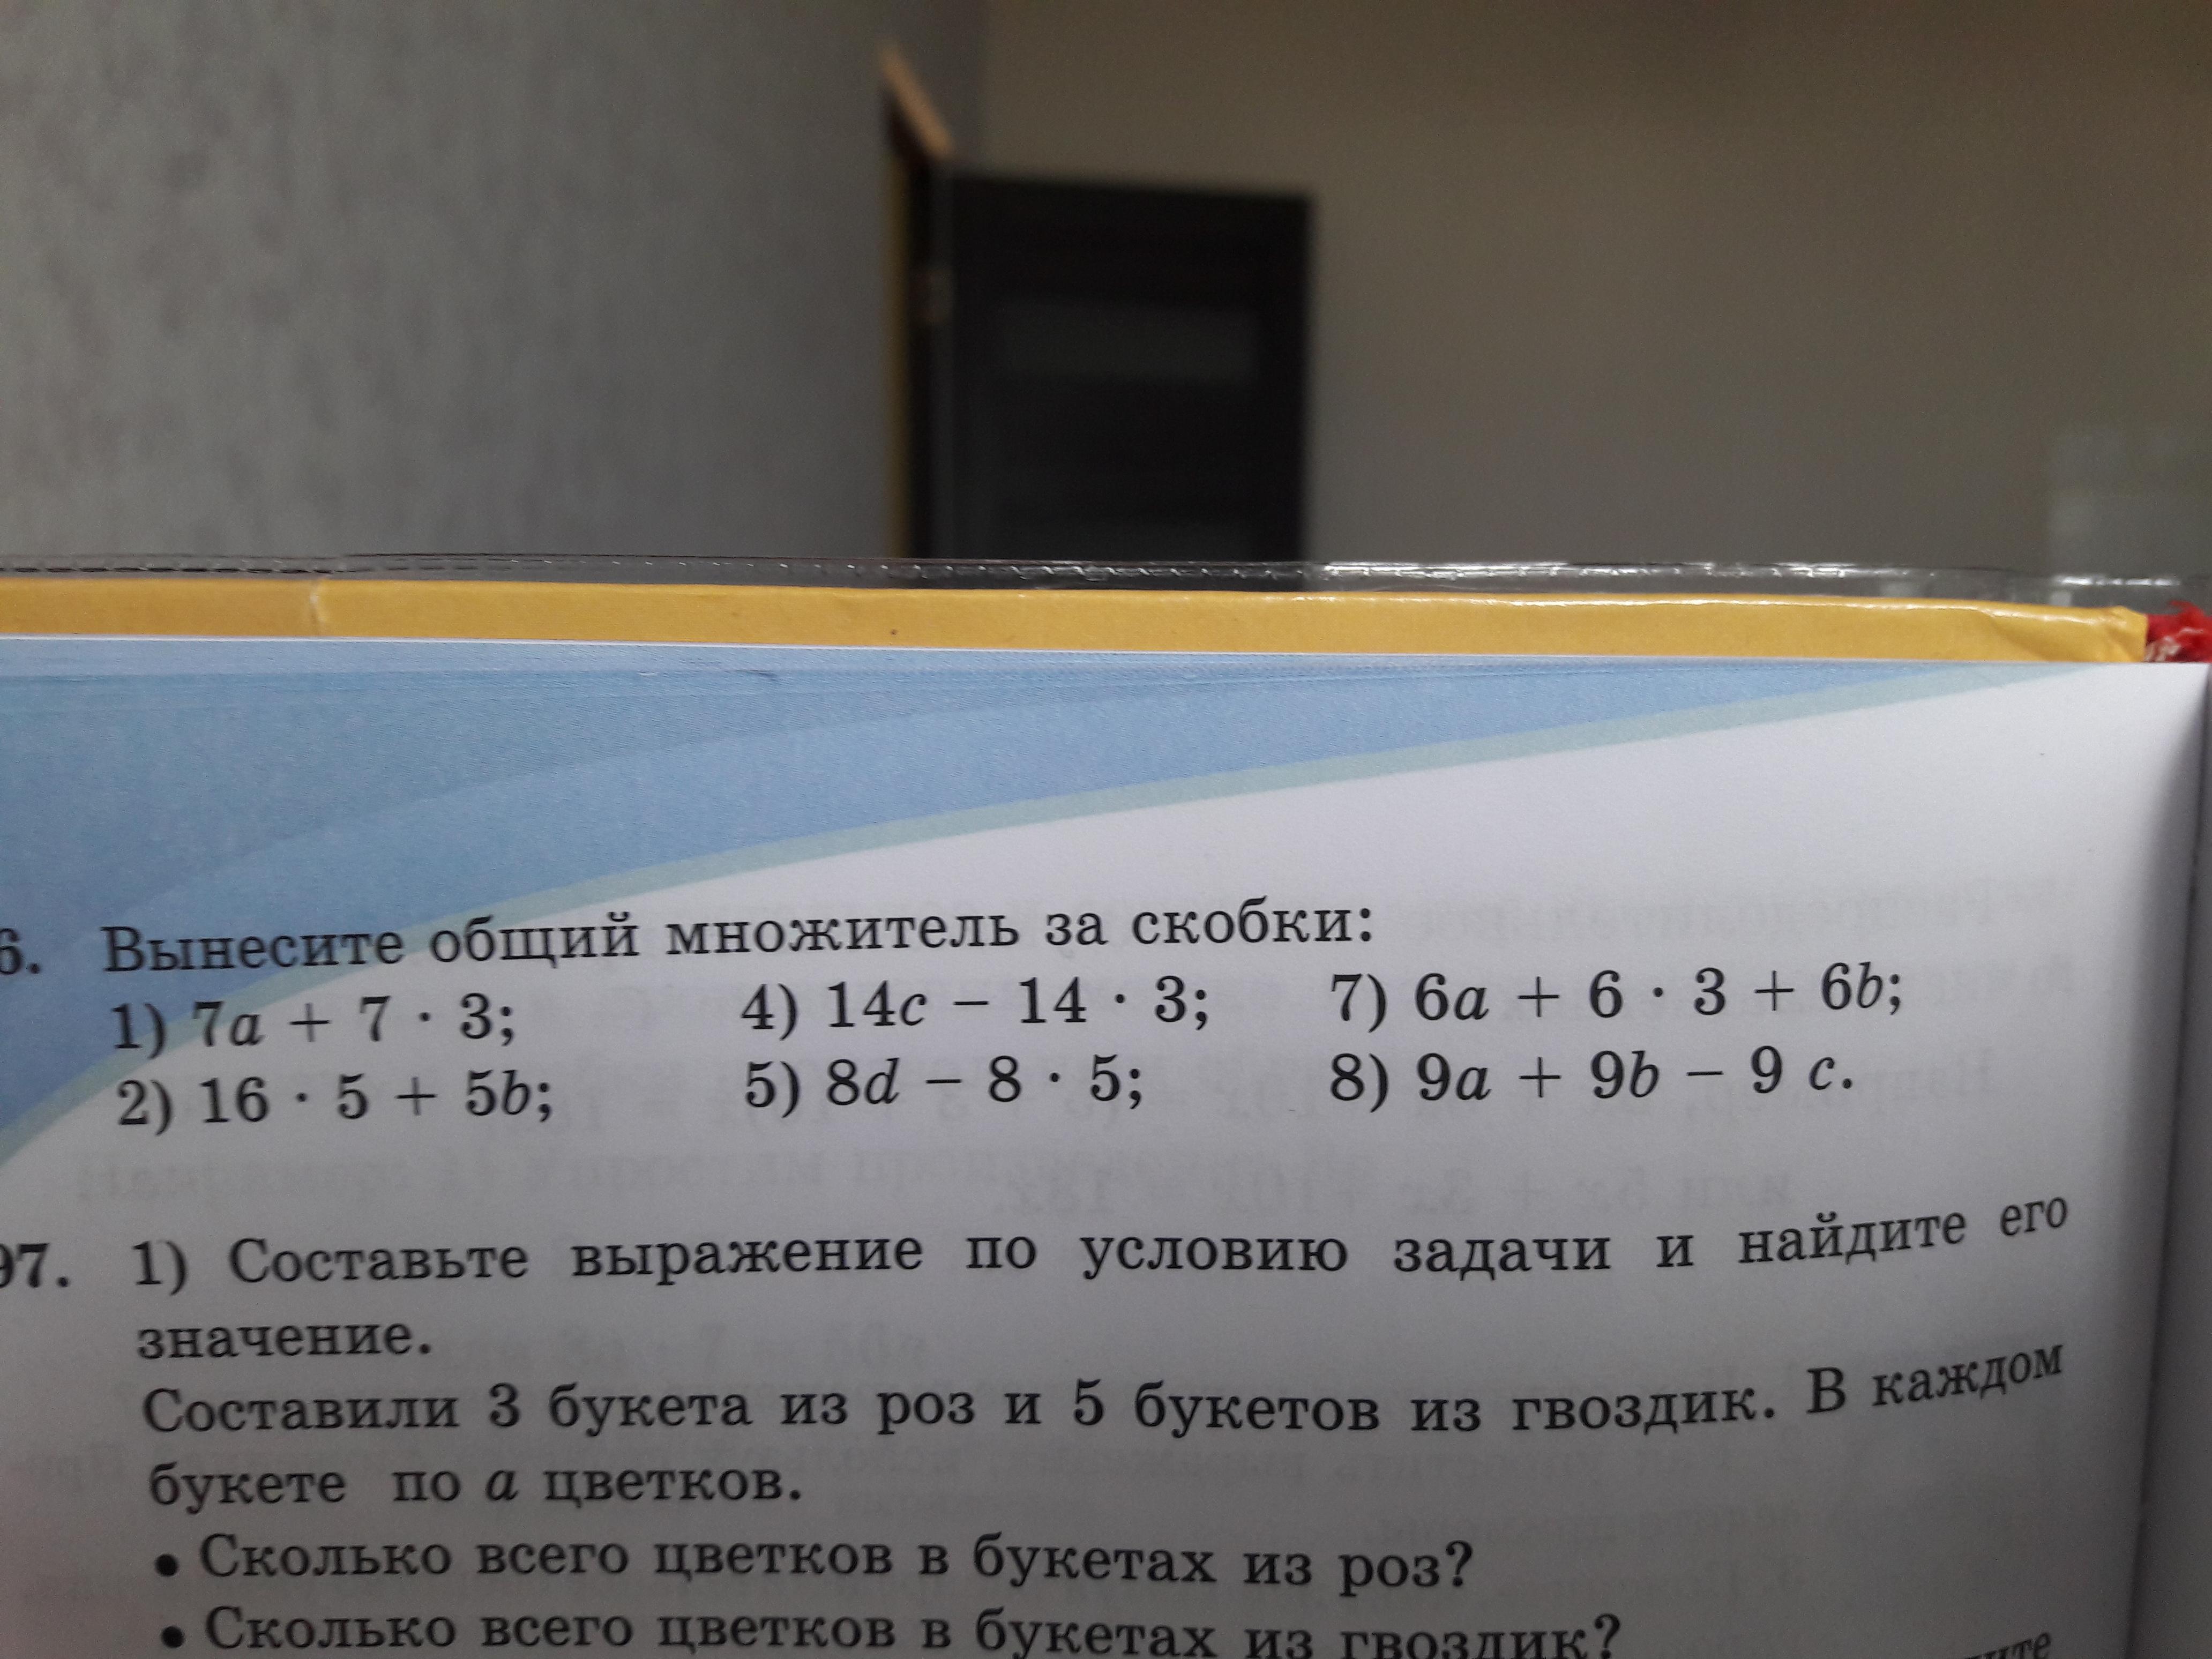 6. Вынесите общий множитель за скобки:
1) 7a + 7 · 3; 4) 14c − 14 · 3; 7) 6a + 6 · 3 + 6b;
2) 16 · 5 + 5b; 5) 8d − 8 · 5; 8) 9a + 9b − 9 c.
97. 1) Составьте выражение по условию задачи и найдите его
значение.
Составили 3 букета из роз и 5 букетов из гвоздик. В каждом
букете по a цветков.
• Сколько всего цветков в букетах из роз?
• Сколько всего цветков в букетах из гвоздик?